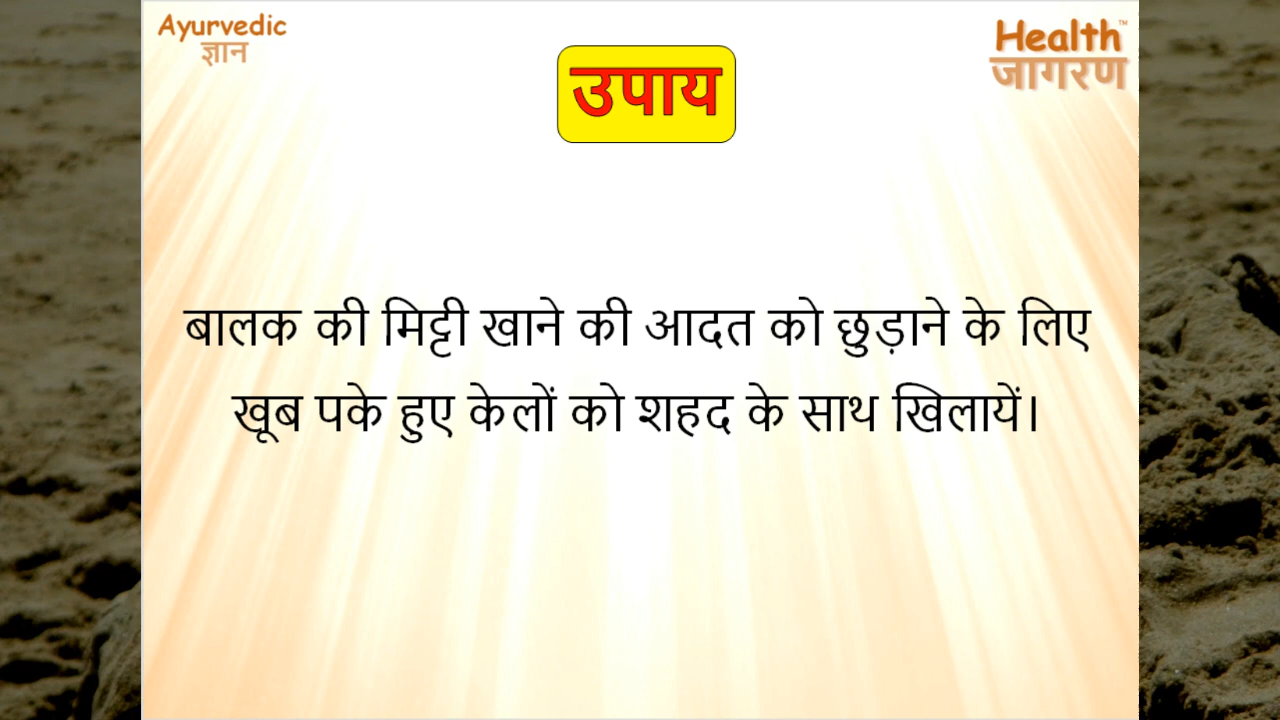 Ayurvedic
ज्ञान
Health™
जागरण
उपाय
बालक की मिट्टी खाने की आदत को छुड़ाने के लिए
खूब पके हुए केलों को शहद के साथ खिलायें।